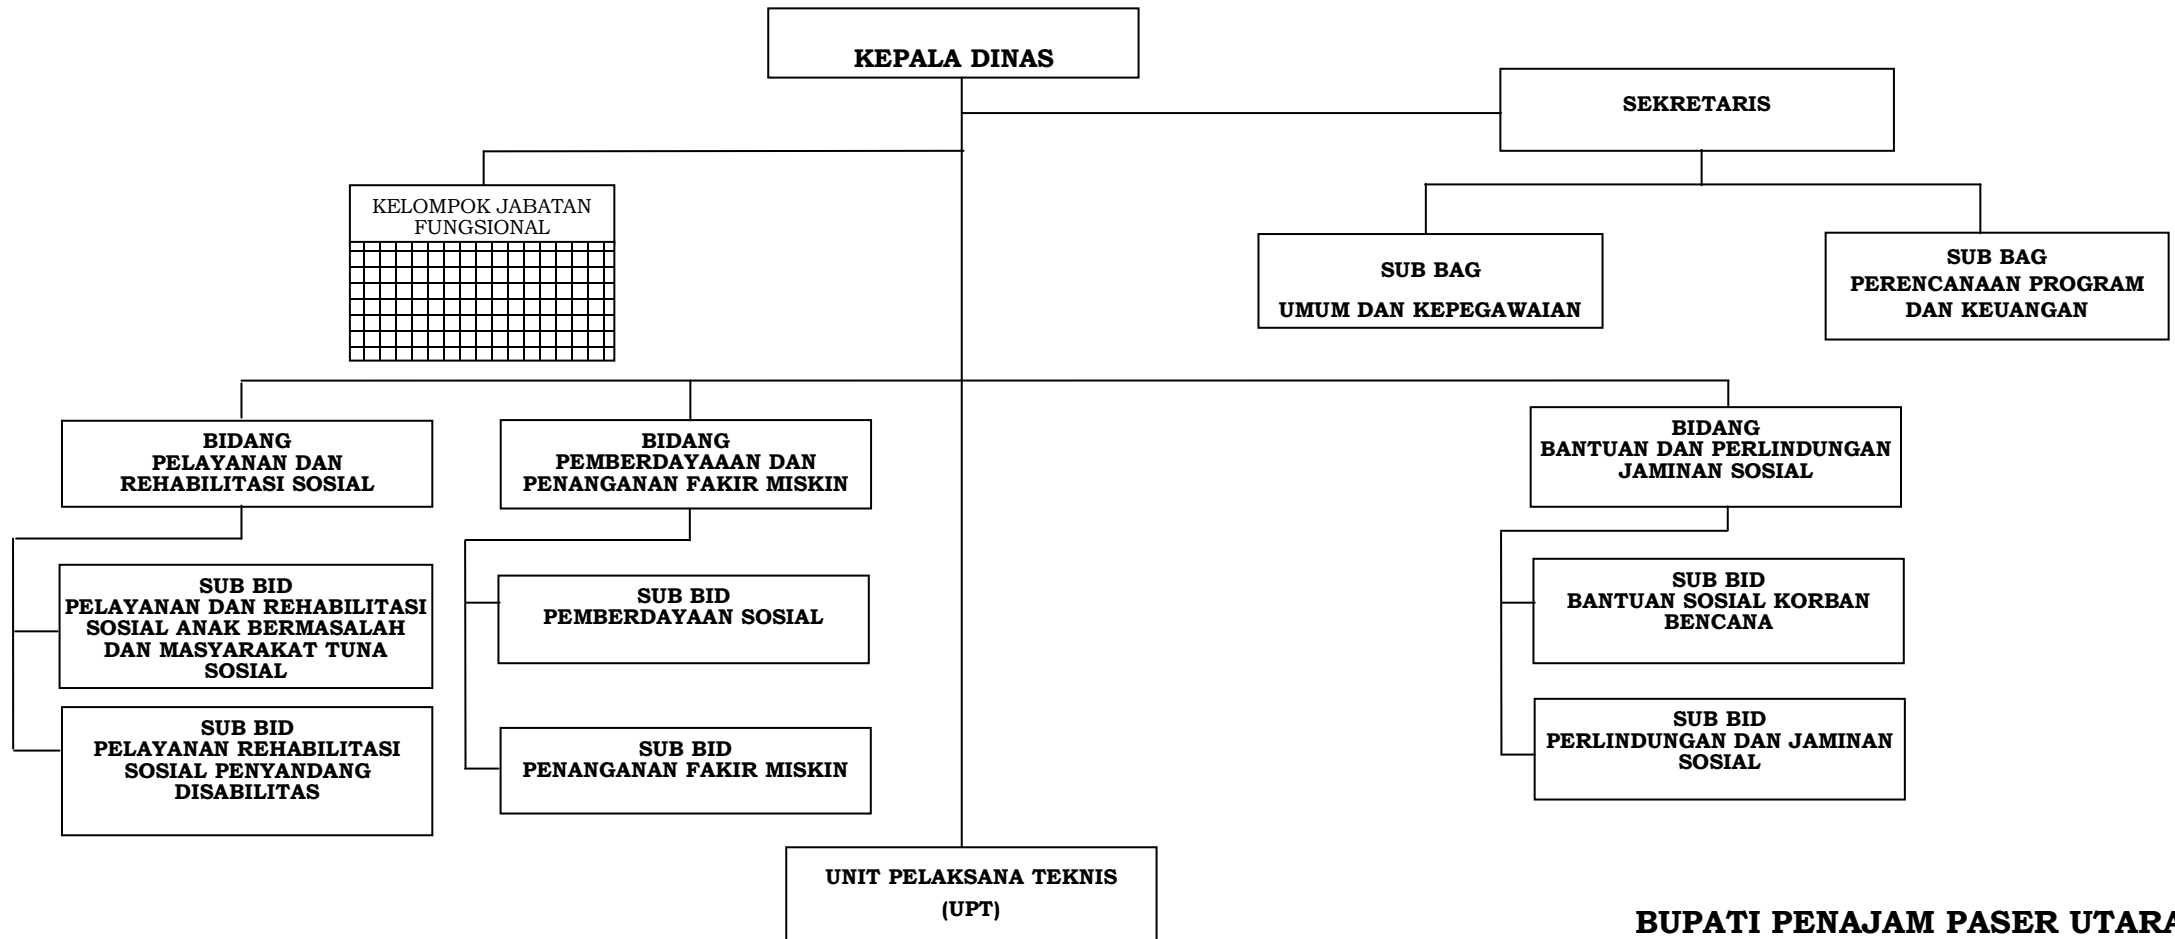 KEPALA DINAS
SEKRETARIS
KELOMPOK JABATAN
FUNGSIONAL
SUB BAG
UMUM DAN KEPEGAWAIAN
SUB BAG
PERENCANAAN PROGRAM
DAN KEUANGAN
BIDANG
PELAYANAN DAN
REHABILITASI SOSIAL
BIDANG
PEMBERDAYAAAN DAN
PENANGANAN FAKIR MISKIN
BIDANG
BANTUAN DAN PERLINDUNGAN
JAMINAN SOSIAL
SUB BID
PELAYANAN DAN REHABILITASI
SOSIAL ANAK BERMASALAH
DAN MASYARAKAT TUNA
SOSIAL
SUB BID
PEMBERDAYAAN SOSIAL
SUB BID
BANTUAN SOSIAL KORBAN
BENCANA
SUB BID
PELAYANAN REHABILITASI
SOSIAL PENYANDANG
DISABILITAS
SUB BID
PENANGANAN FAKIR MISKIN
SUB BID
PERLINDUNGAN DAN JAMINAN
SOSIAL
UNIT PELAKSANA TEKNIS
(UPT)
BUPATI PENAJAM PASER UTARA